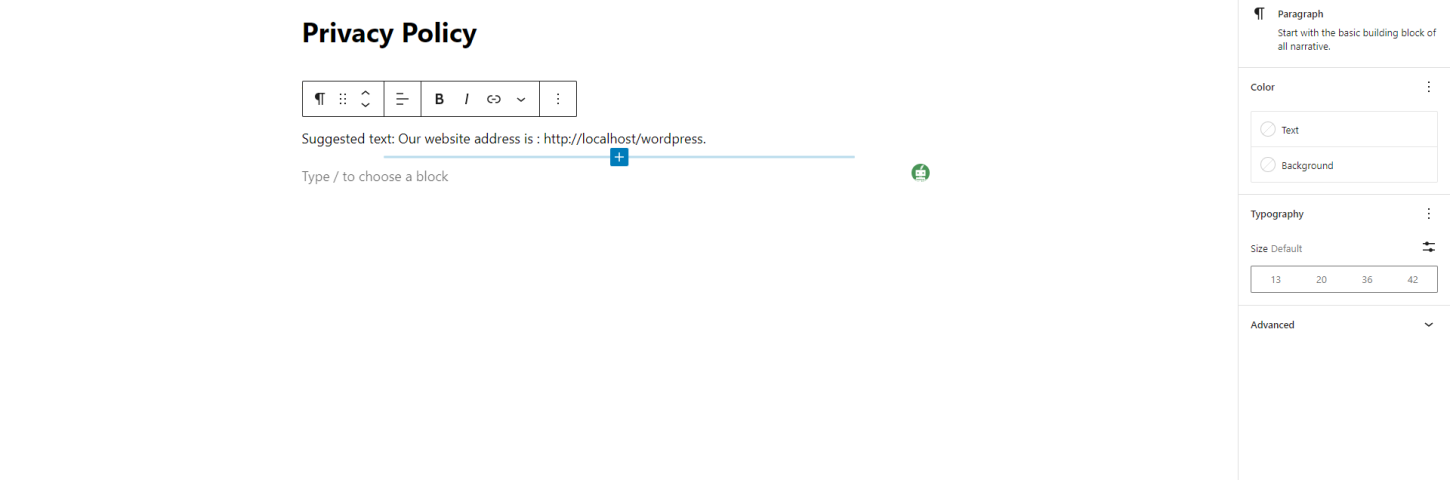 Privacy Policy
B I
Suggested text: Our website address is : http://localhost/wordpress.
Type / to choose a block
Paragraph
Start with the basic building block of
all narrative.
Color
Text
Background
Typography
Size Default
13 20 36 42
Advanced